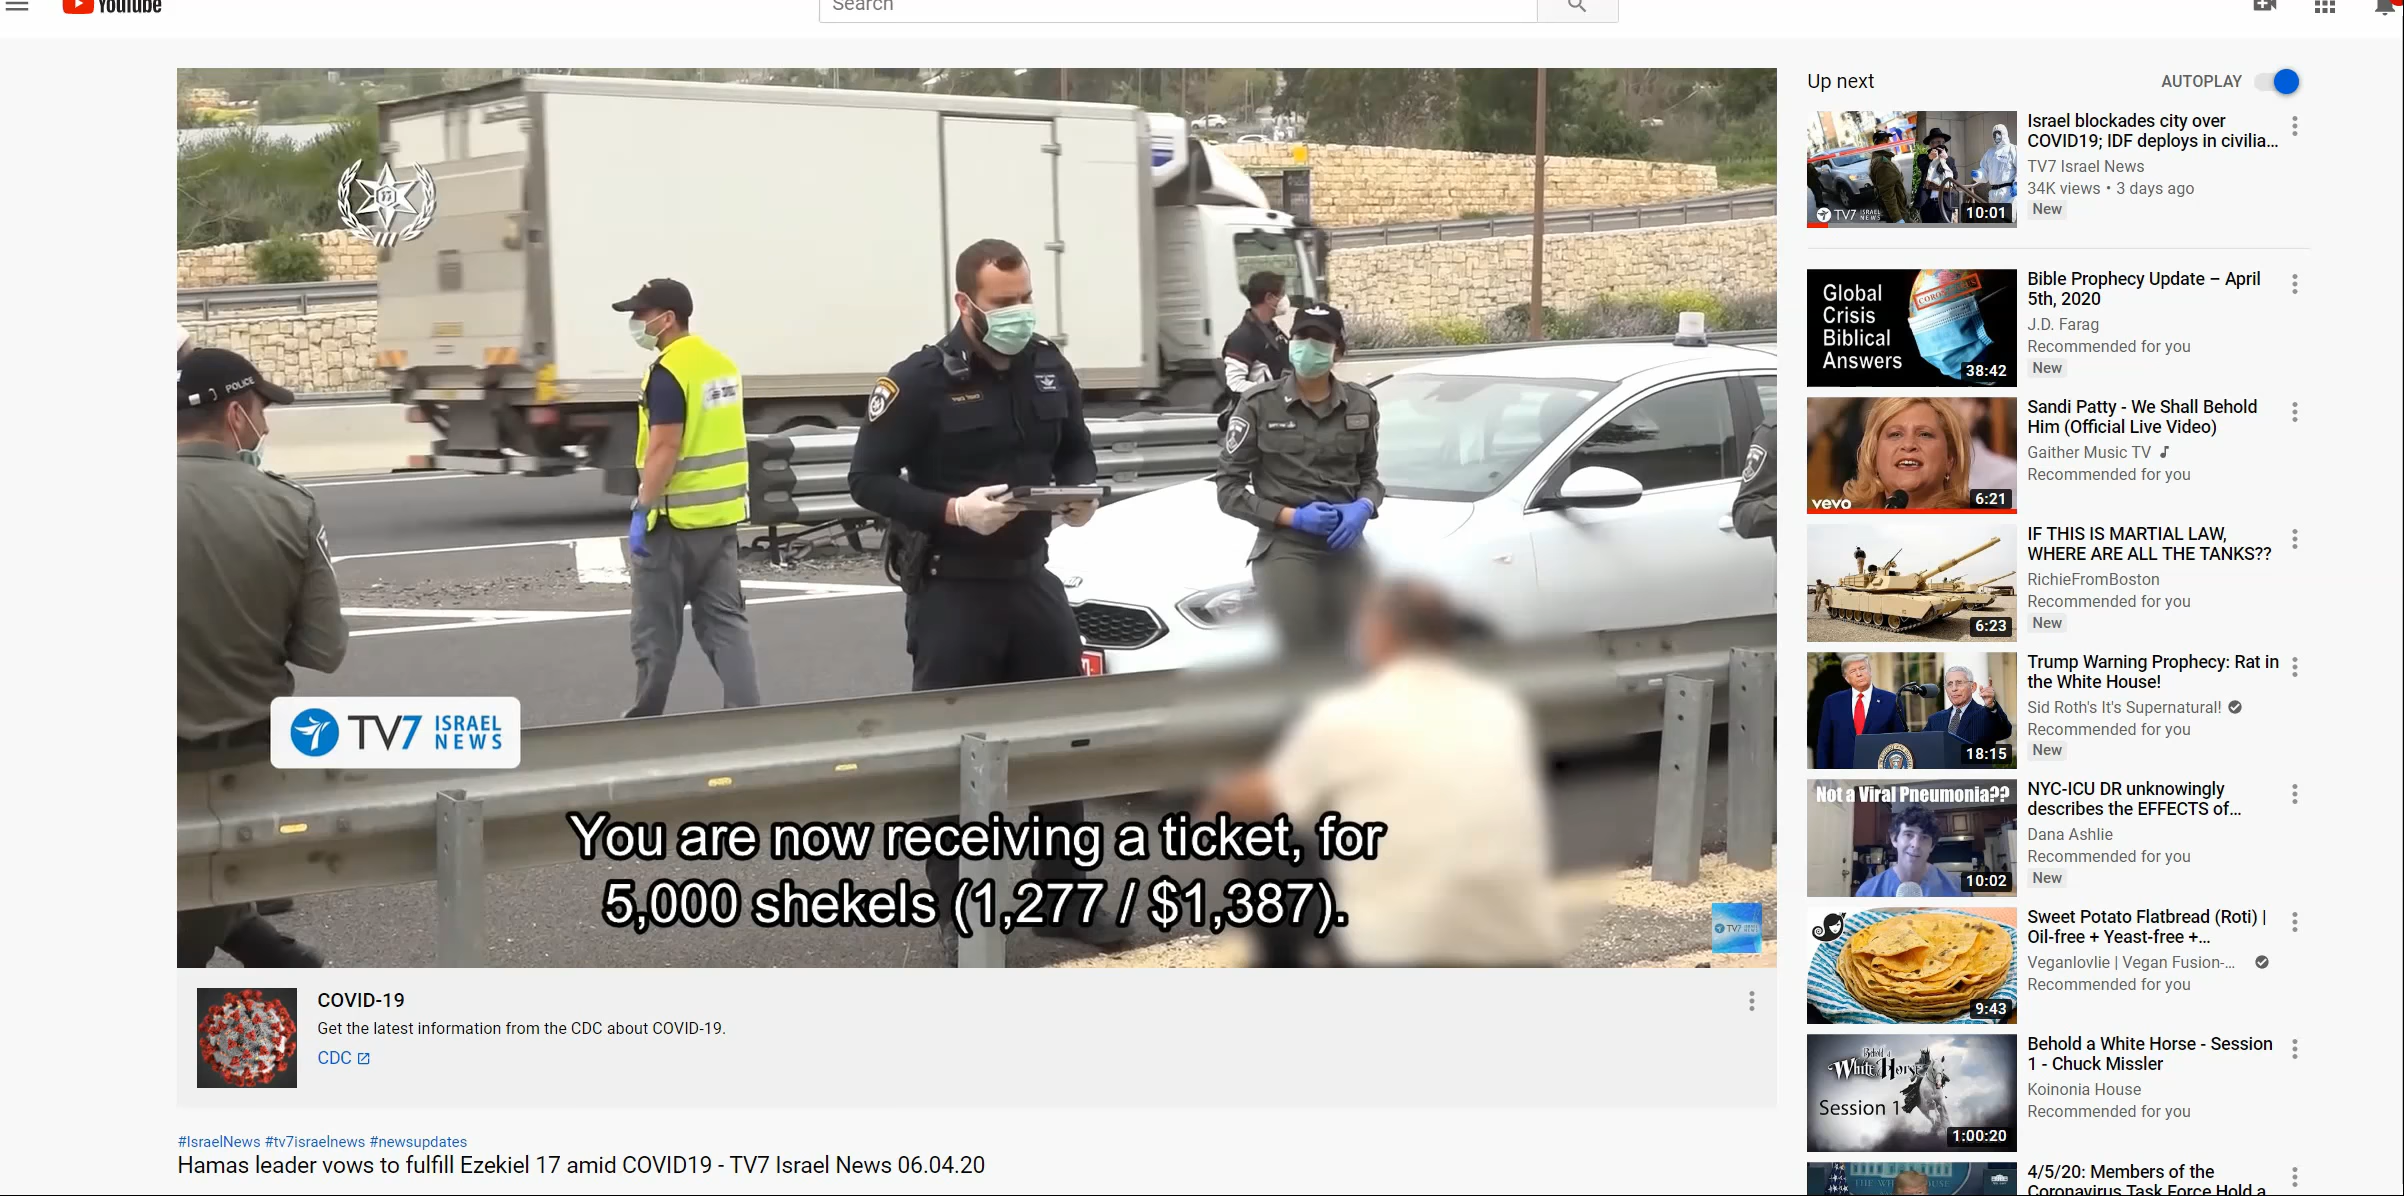 YouTube
Search
POLICE
TV7 ISRAEL NEWS
You are now receiving a ticket, for
5,000 shekels (1,277 / $1,387).
COVID-19
Get the latest information from the CDC about COVID-19.
CDC
#IsraelNews #tv7israelnews #newsupdates
Hamas leader vows to fulfill Ezekiel 17 amid COVID19 - TV7 Israel News 06.04.20
Up next
AUTOPLAY
TV7 ISRAEL NEWS
10:01
Israel blockades city over
COVID19; IDF deploys in civilia...
TV7 Israel News
34K views • 3 days ago
New
Global
Crisis
Biblical
Answers
38:42
Bible Prophecy Update – April
5th, 2020
J.D. Farag
Recommended for you
New
vevo
6:21
Sandi Patty - We Shall Behold
Him (Official Live Video)
Gaither Music TV
Recommended for you
6:23
IF THIS IS MARTIAL LAW,
WHERE ARE ALL THE TANKS??
RichieFromBoston
Recommended for you
New
18:15
Trump Warning Prophecy: Rat in
the White House!
Sid Roth's It's Supernatural!
Recommended for you
New
Not a Viral Pneumonia??
10:02
NYC-ICU DR unknowingly
describes the EFFECTS of...
Dana Ashlie
Recommended for you
New
9:43
Sweet Potato Flatbread (Roti) |
Oil-free + Yeast-free +...
Veganlovlie | Vegan Fusion-...
Recommended for you
Behold a
White Horse
Session 1
1:00:20
Behold a White Horse - Session
1 - Chuck Missler
Koinonia House
Recommended for you
4/5/20: Members of the
Coronavirus Task Force Hold a